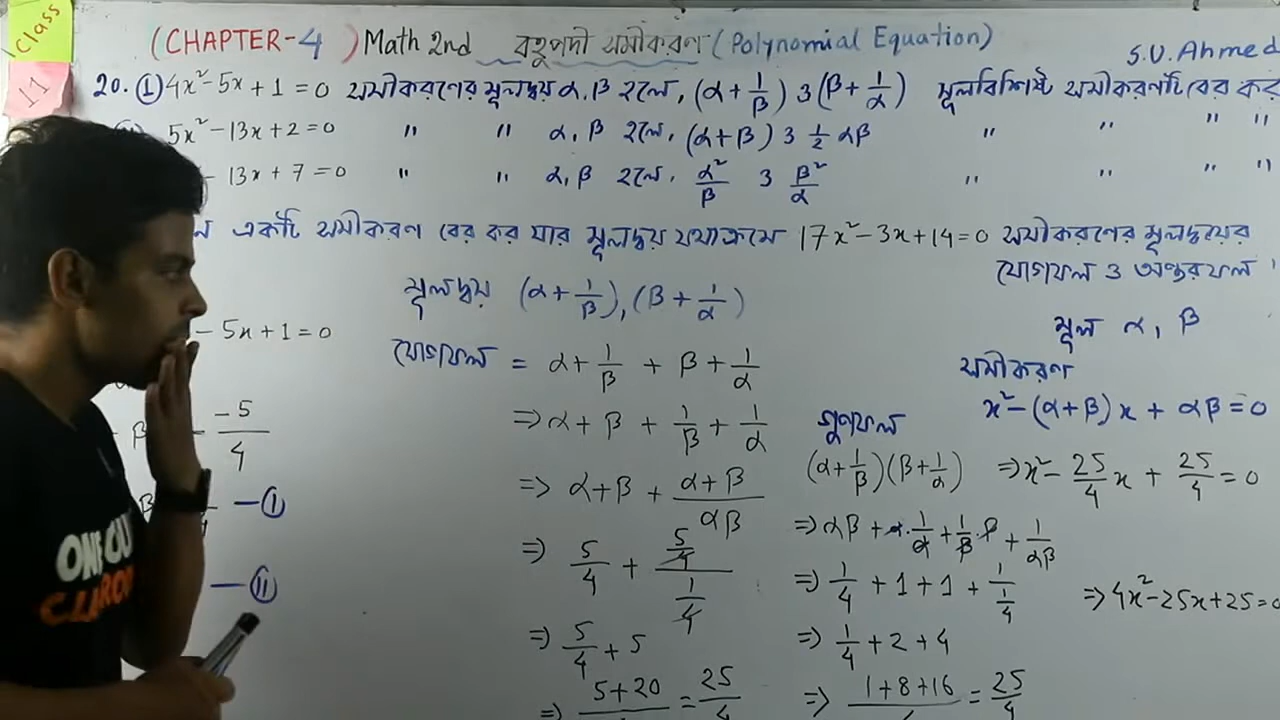 Class
11
(CHAPTER-4) Math 2nd বহুপদী সমীকরণ (Polynomial Equation)
S.U. Ahmed
20. (i) 4x² - 5x + 1 = 0 সমীকরণের মূলদ্বয় α, β হলে, (α + 1/β) ও (β + 1/α) মূলবিশিষ্ট সমীকরণটি বের কর
5x² - 13x + 2 = 0 " " α, β হলে, (α + β) ও 1/2 αβ " " " "
- 13x + 7 = 0 " " α, β হলে, α²/β ও β²/α " " " "
একটি সমীকরণ বের কর যার মূলদ্বয় যথাক্রমে 17x² - 3x + 14 = 0 সমীকরণের মূলদ্বয়ের
যোগফল ও অন্তরফল ।
মূলদ্বয় (α + 1/β), (β + 1/α)
- 5x + 1 = 0
যোগফল = α + 1/β + β + 1/α
⇒ α + β + 1/β + 1/α
⇒ α + β + (α + β)/αβ
⇒ 5/4 + (5/4)/(1/4)
⇒ 5/4 + 5
⇒ (5 + 20)/ = 25/4
-5/4
— (i)
— (ii)
গুণফল
(α + 1/β)(β + 1/α)
⇒ αβ + α · 1/α + 1/β · β + 1/αβ
⇒ 1/4 + 1 + 1 + 1/(1/4)
⇒ 1/4 + 2 + 4
⇒ (1 + 8 + 16)/ = 25/4
মূল α, β
সমীকরণ
x² - (α + β)x + αβ = 0
⇒ x² - 25/4 x + 25/4 = 0
⇒ 4x² - 25x + 25 = 0
ONE OU